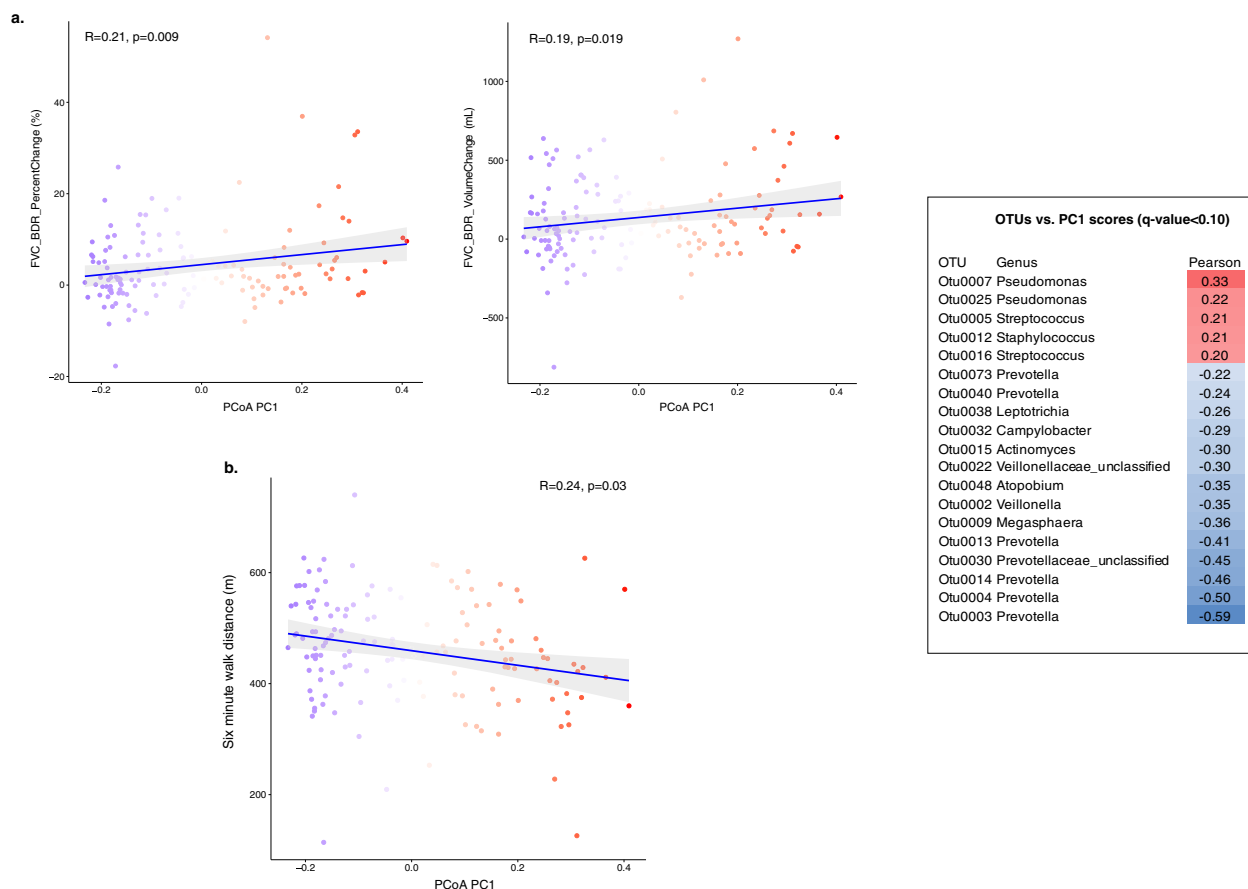 a.
R=0.21, p=0.009
FVC_BDR_PercentChange (%)
40
20
0
−20
−0.2 0.0 0.2 0.4
PCoA PC1
R=0.19, p=0.019
FVC_BDR_VolumeChange (mL)
1000
500
0
−500
−0.2 0.0 0.2 0.4
PCoA PC1
b.
R=0.24, p=0.03
Six minute walk distance (m)
600
400
200
−0.2 0.0 0.2 0.4
PCoA PC1
OTUs vs. PC1 scores (q-value<0.10)
OTU Genus Pearson
Otu0007 Pseudomonas 0.33
Otu0025 Pseudomonas 0.22
Otu0005 Streptococcus 0.21
Otu0012 Staphylococcus 0.21
Otu0016 Streptococcus 0.20
Otu0073 Prevotella -0.22
Otu0040 Prevotella -0.24
Otu0038 Leptotrichia -0.26
Otu0032 Campylobacter -0.29
Otu0015 Actinomyces -0.30
Otu0022 Veillonellaceae_unclassified -0.30
Otu0048 Atopobium -0.35
Otu0002 Veillonella -0.35
Otu0009 Megasphaera -0.36
Otu0013 Prevotella -0.41
Otu0030 Prevotellaceae_unclassified -0.45
Otu0014 Prevotella -0.46
Otu0004 Prevotella -0.50
Otu0003 Prevotella -0.59